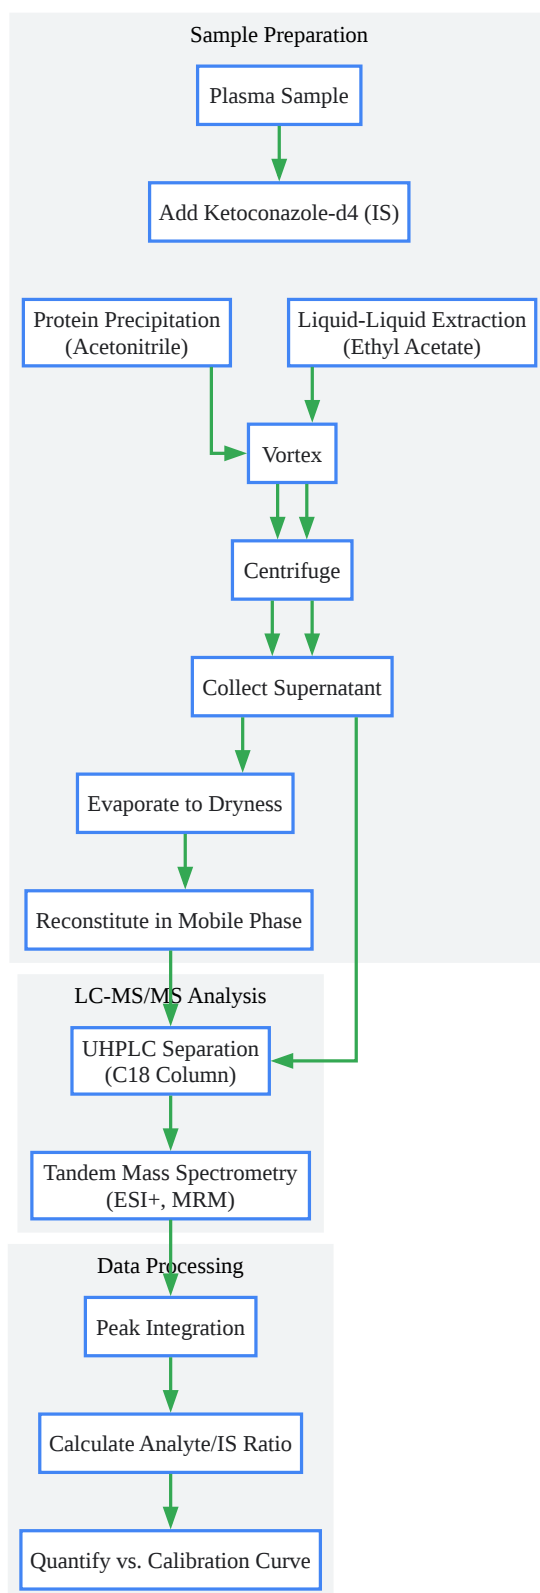 Sample Preparation
Plasma Sample
Add Ketoconazole-d4 (IS)
Protein Precipitation
(Acetonitrile)
Liquid-Liquid Extraction
(Ethyl Acetate)
Vortex
Centrifuge
Collect Supernatant
Evaporate to Dryness
Reconstitute in Mobile Phase
LC-MS/MS Analysis
UHPLC Separation
(C18 Column)
Tandem Mass Spectrometry
(ESI+, MRM)
Data Processing
Peak Integration
Calculate Analyte/IS Ratio
Quantify vs. Calibration Curve